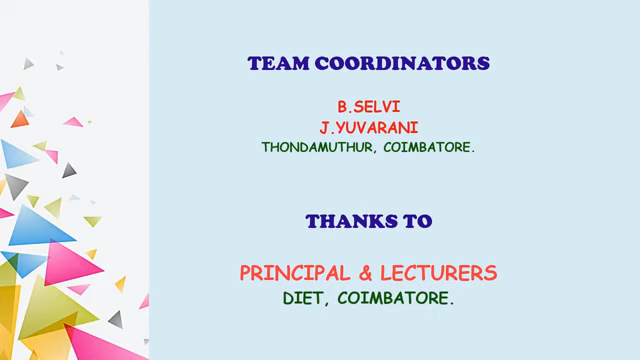 TEAM COORDINATORS
B.SELVI
J.YUVARANI
THONDAMUTHUR, COIMBATORE.
THANKS TO
PRINCIPAL & LECTURERS
DIET, COIMBATORE.